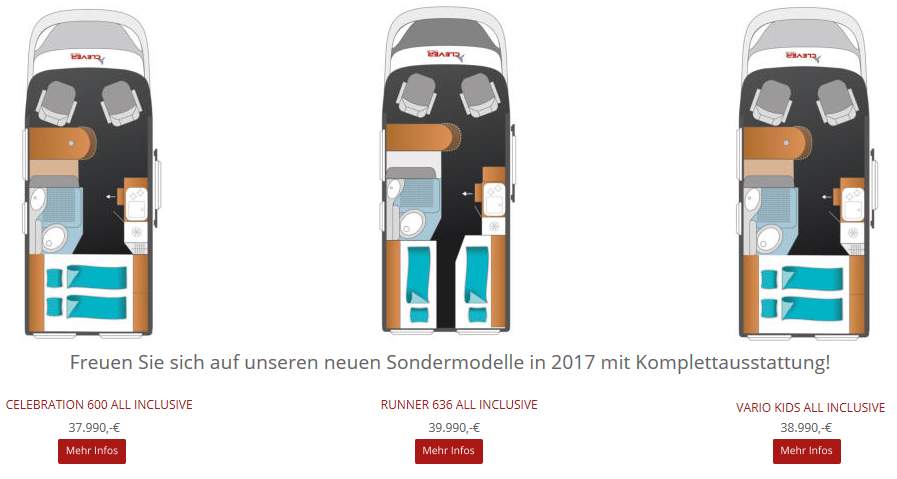 CLEVER
CLEVER
CLEVER
Freuen Sie sich auf unseren neuen Sondermodelle in 2017 mit Komplettausstattung!
CELEBRATION 600 ALL INCLUSIVE
37.990,-€
Mehr Infos
RUNNER 636 ALL INCLUSIVE
39.990,-€
Mehr Infos
VARIO KIDS ALL INCLUSIVE
38.990,-€
Mehr Infos